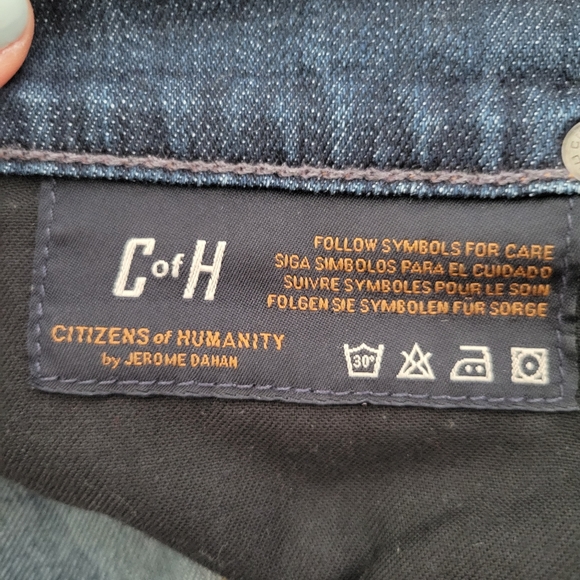 CofH
CITIZENS of HUMANITY
by JEROME DAHAN
FOLLOW SYMBOLS FOR CARE
SIGA SIMBOLOS PARA EL CUIDADO
SUIVRE SYMBOLES POUR LE SOIN
FOLGEN SIE SYMBOLEN FÜR SORGE
30°